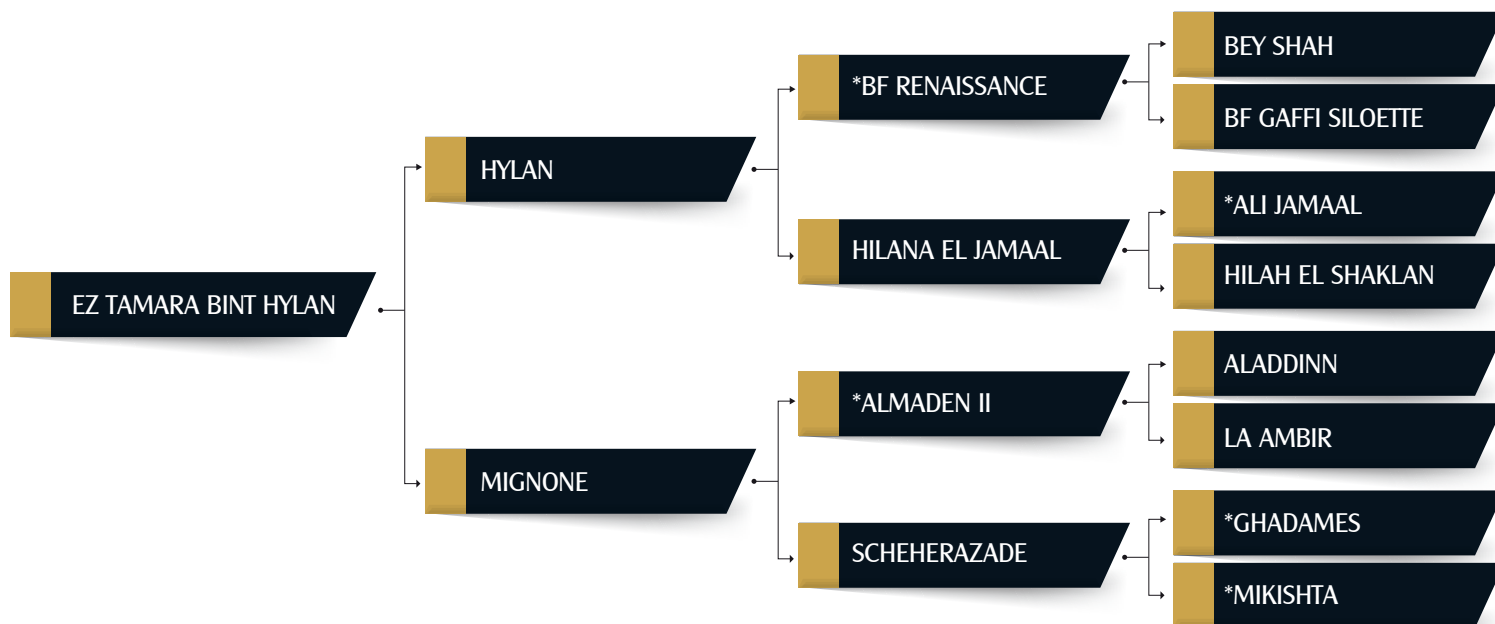 EZ TAMARA BINT HYLAN
HYLAN
MIGNONE
*BF RENAISSANCE
HILANA EL JAMAAL
*ALMADEN II
SCHEHERAZADE
BEY SHAH
BF GAFFI SILOETTE
*ALI JAMAAL
HILAH EL SHAKLAN
ALADDINN
LA AMBIR
*GHADAMES
*MIKISHTA